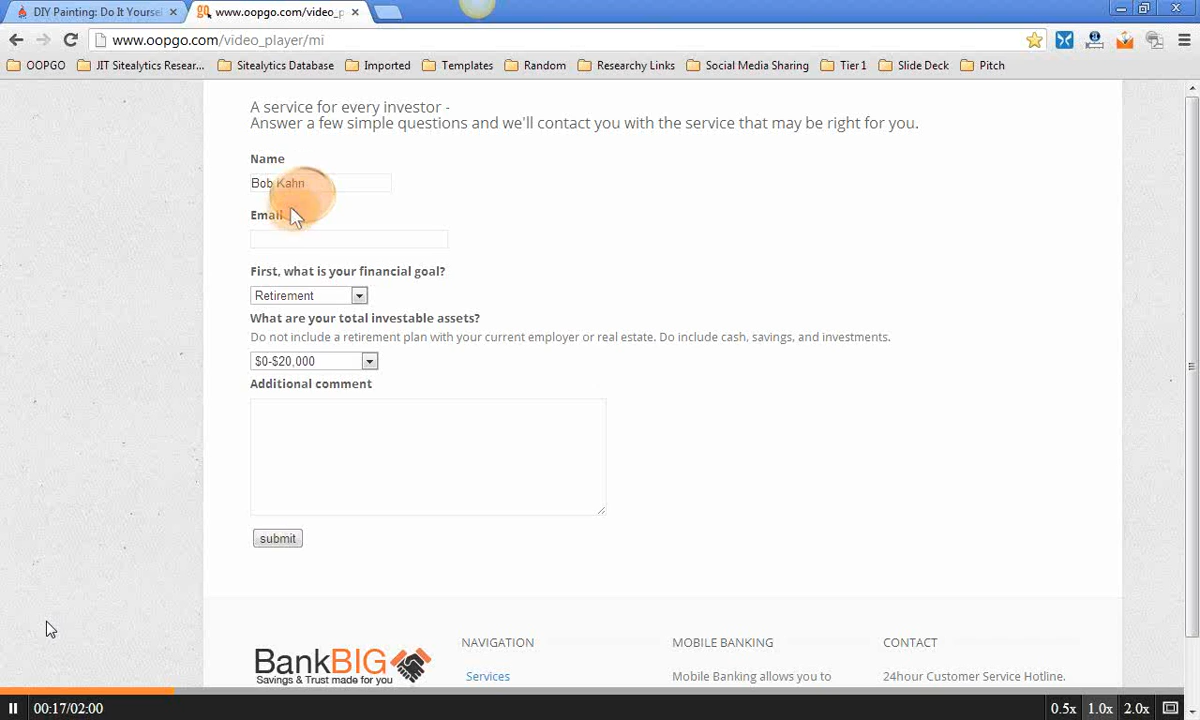 DIY Painting: Do It Yourse
www.oopgo.com/video_p
www.oopgo.com/video_player/mi
OOPGO
JIT Sitealytics Resear...
Sitealytics Database
Imported
Templates
Random
Researchy Links
Social Media Sharing
Tier1
Slide Deck
Pitch
A service for every investor -
Answer a few simple questions and we'll contact you with the service that may be right for you.
Name
Bob Kahn
Email
First, what is your financial goal?
Retirement
What are your total investable assets?
Do not include a retirement plan with your current employer or real estate. Do include cash, savings, and investments.
$0-$20,000
Additional comment
submit
BankBIG
Savings & Trust made for you
NAVIGATION
Services
MOBILE BANKING
Mobile Banking allows you to
CONTACT
24hour Customer Service Hotline.
00:17/02:00
0.5x
1.0x
2.0x